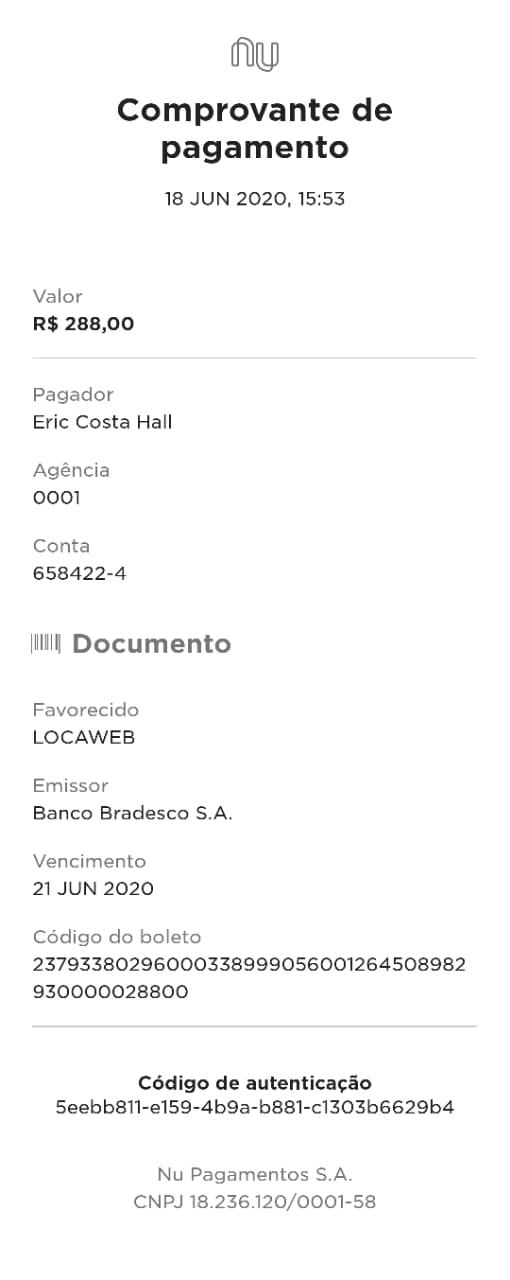 nu
Comprovante de
pagamento
18 JUN 2020, 15:53
Valor
R$ 288,00
Pagador
Eric Costa Hall
Agência
0001
Conta
658422-4
Documento
Favorecido
LOCAWEB
Emissor
Banco Bradesco S.A.
Vencimento
21 JUN 2020
Código do boleto
23793380296000338999056001264508982
930000028800
Código de autenticação
5eebb811-e159-4b9a-b881-c1303b6629b4
Nu Pagamentos S.A.
CNPJ 18.236.120/0001-58